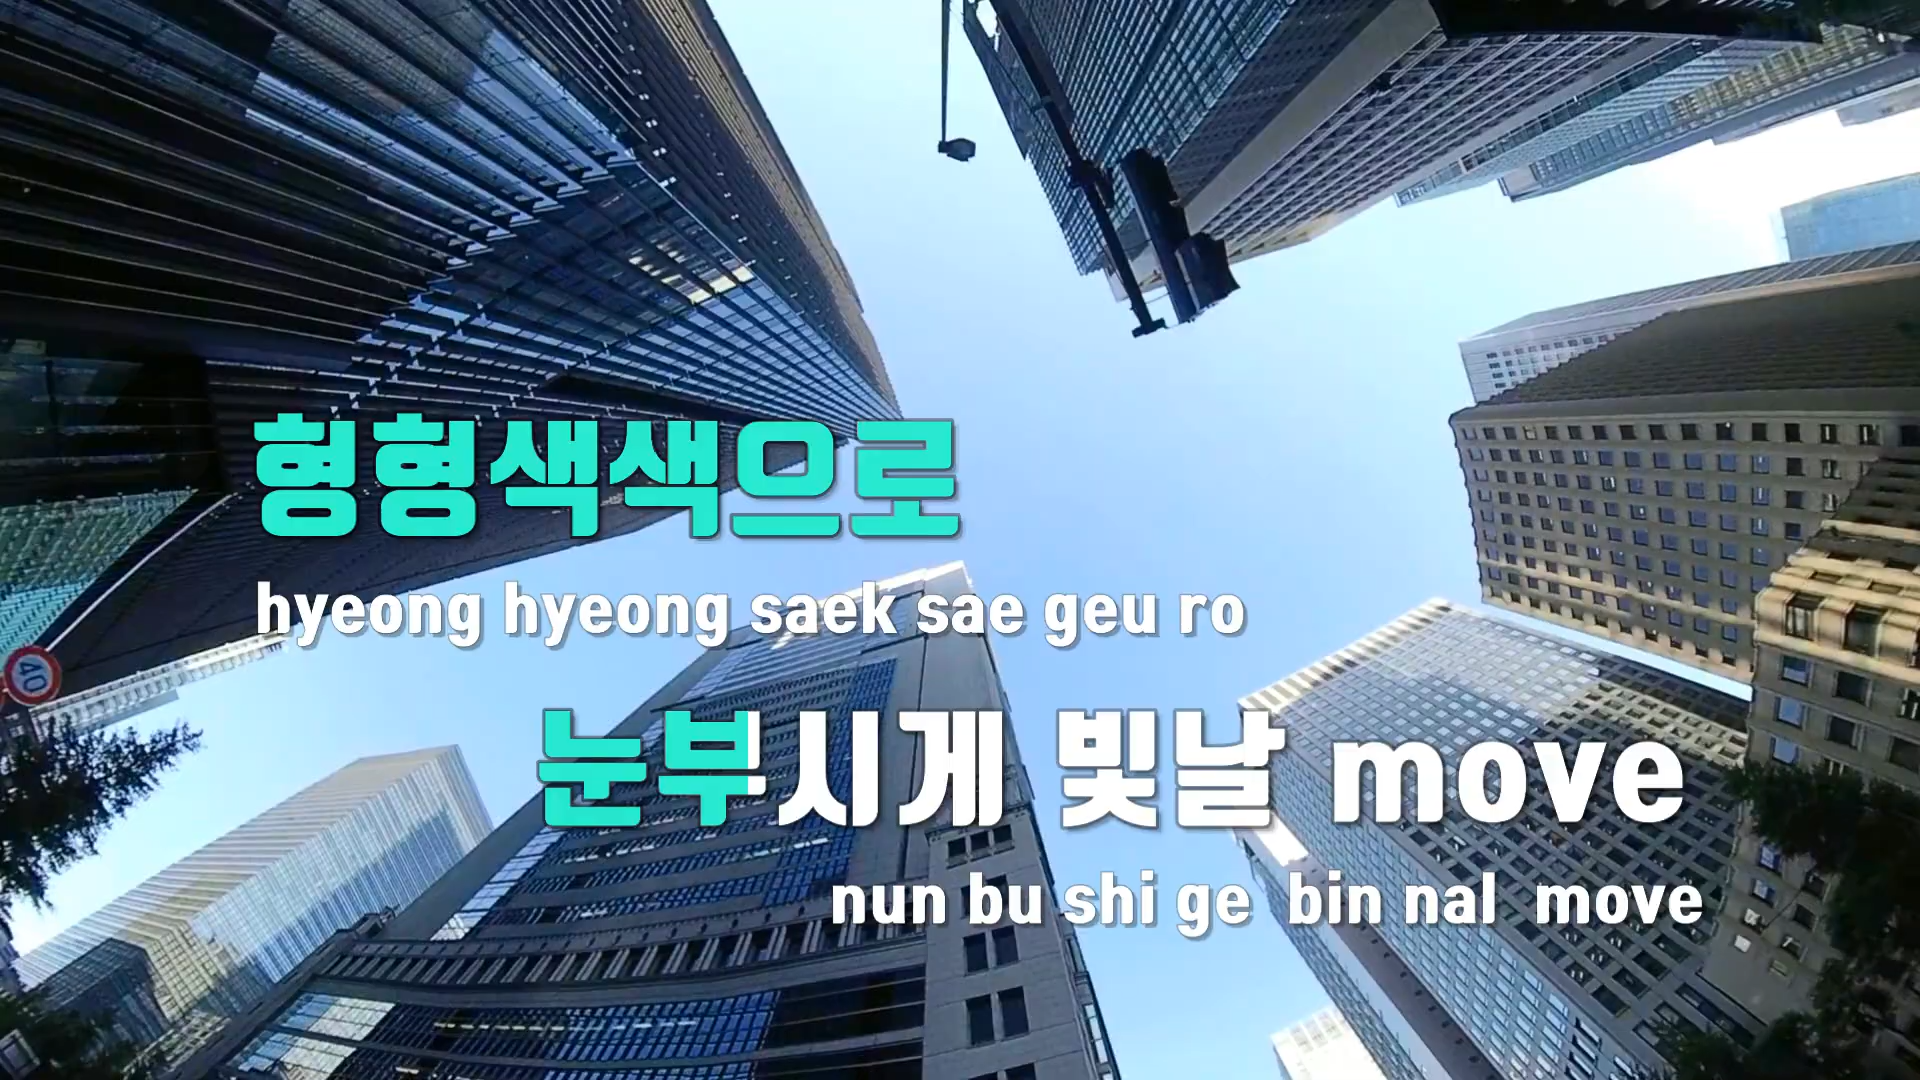 형형색색으로
hyeong hyeong saek sae geu ro
40
눈부시게 빛날 move
nun bu shi ge bin nal move